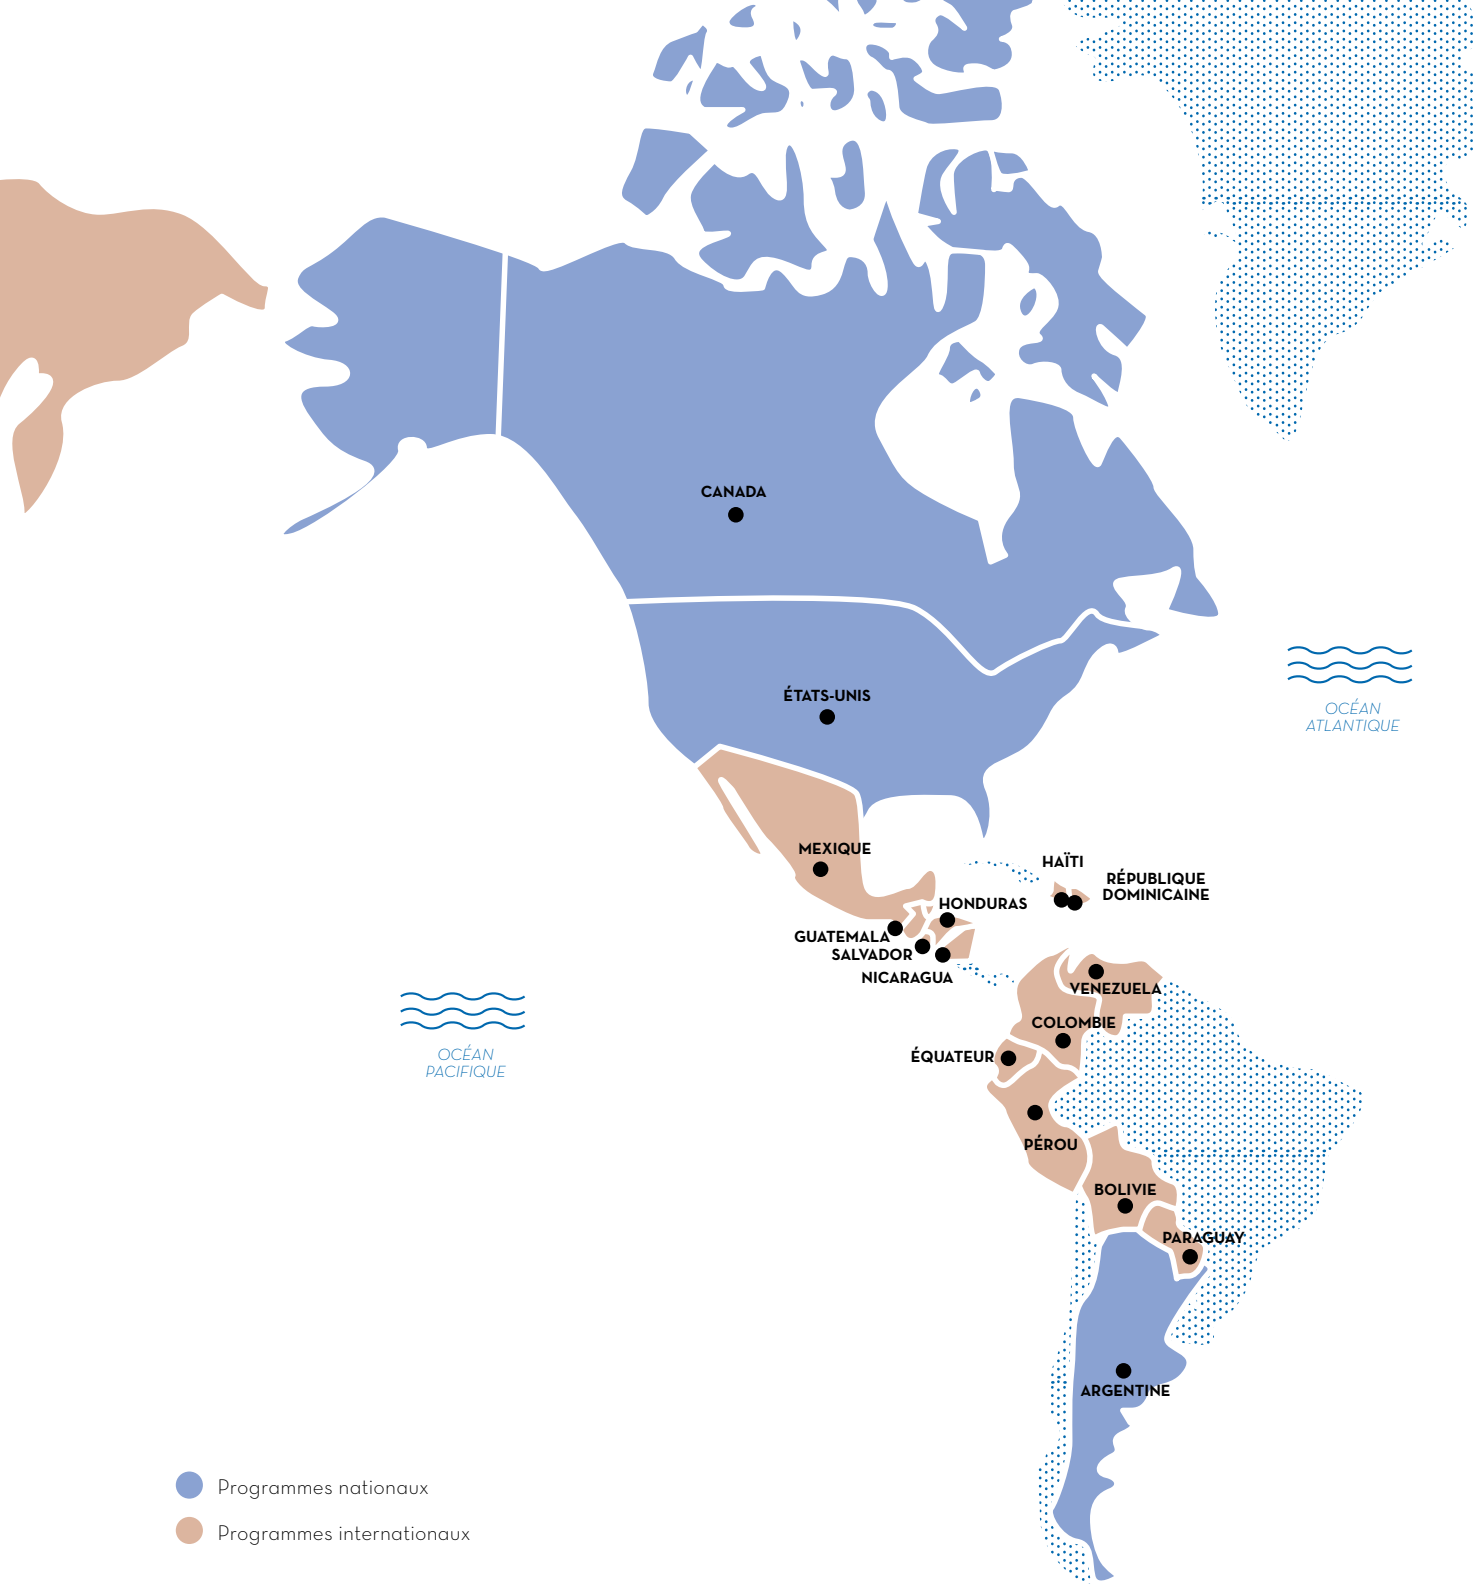 CANADA
ÉTATS-UNIS
OCÉAN
ATLANTIQUE
MEXIQUE
HAÏTI
RÉPUBLIQUE
DOMINICAINE
HONDURAS
GUATEMALA
SALVADOR
NICARAGUA
VENEZUELA
COLOMBIE
ÉQUATEUR
OCÉAN
PACIFIQUE
PÉROU
BOLIVIE
PARAGUAY
ARGENTINE
Programmes nationaux
Programmes internationaux